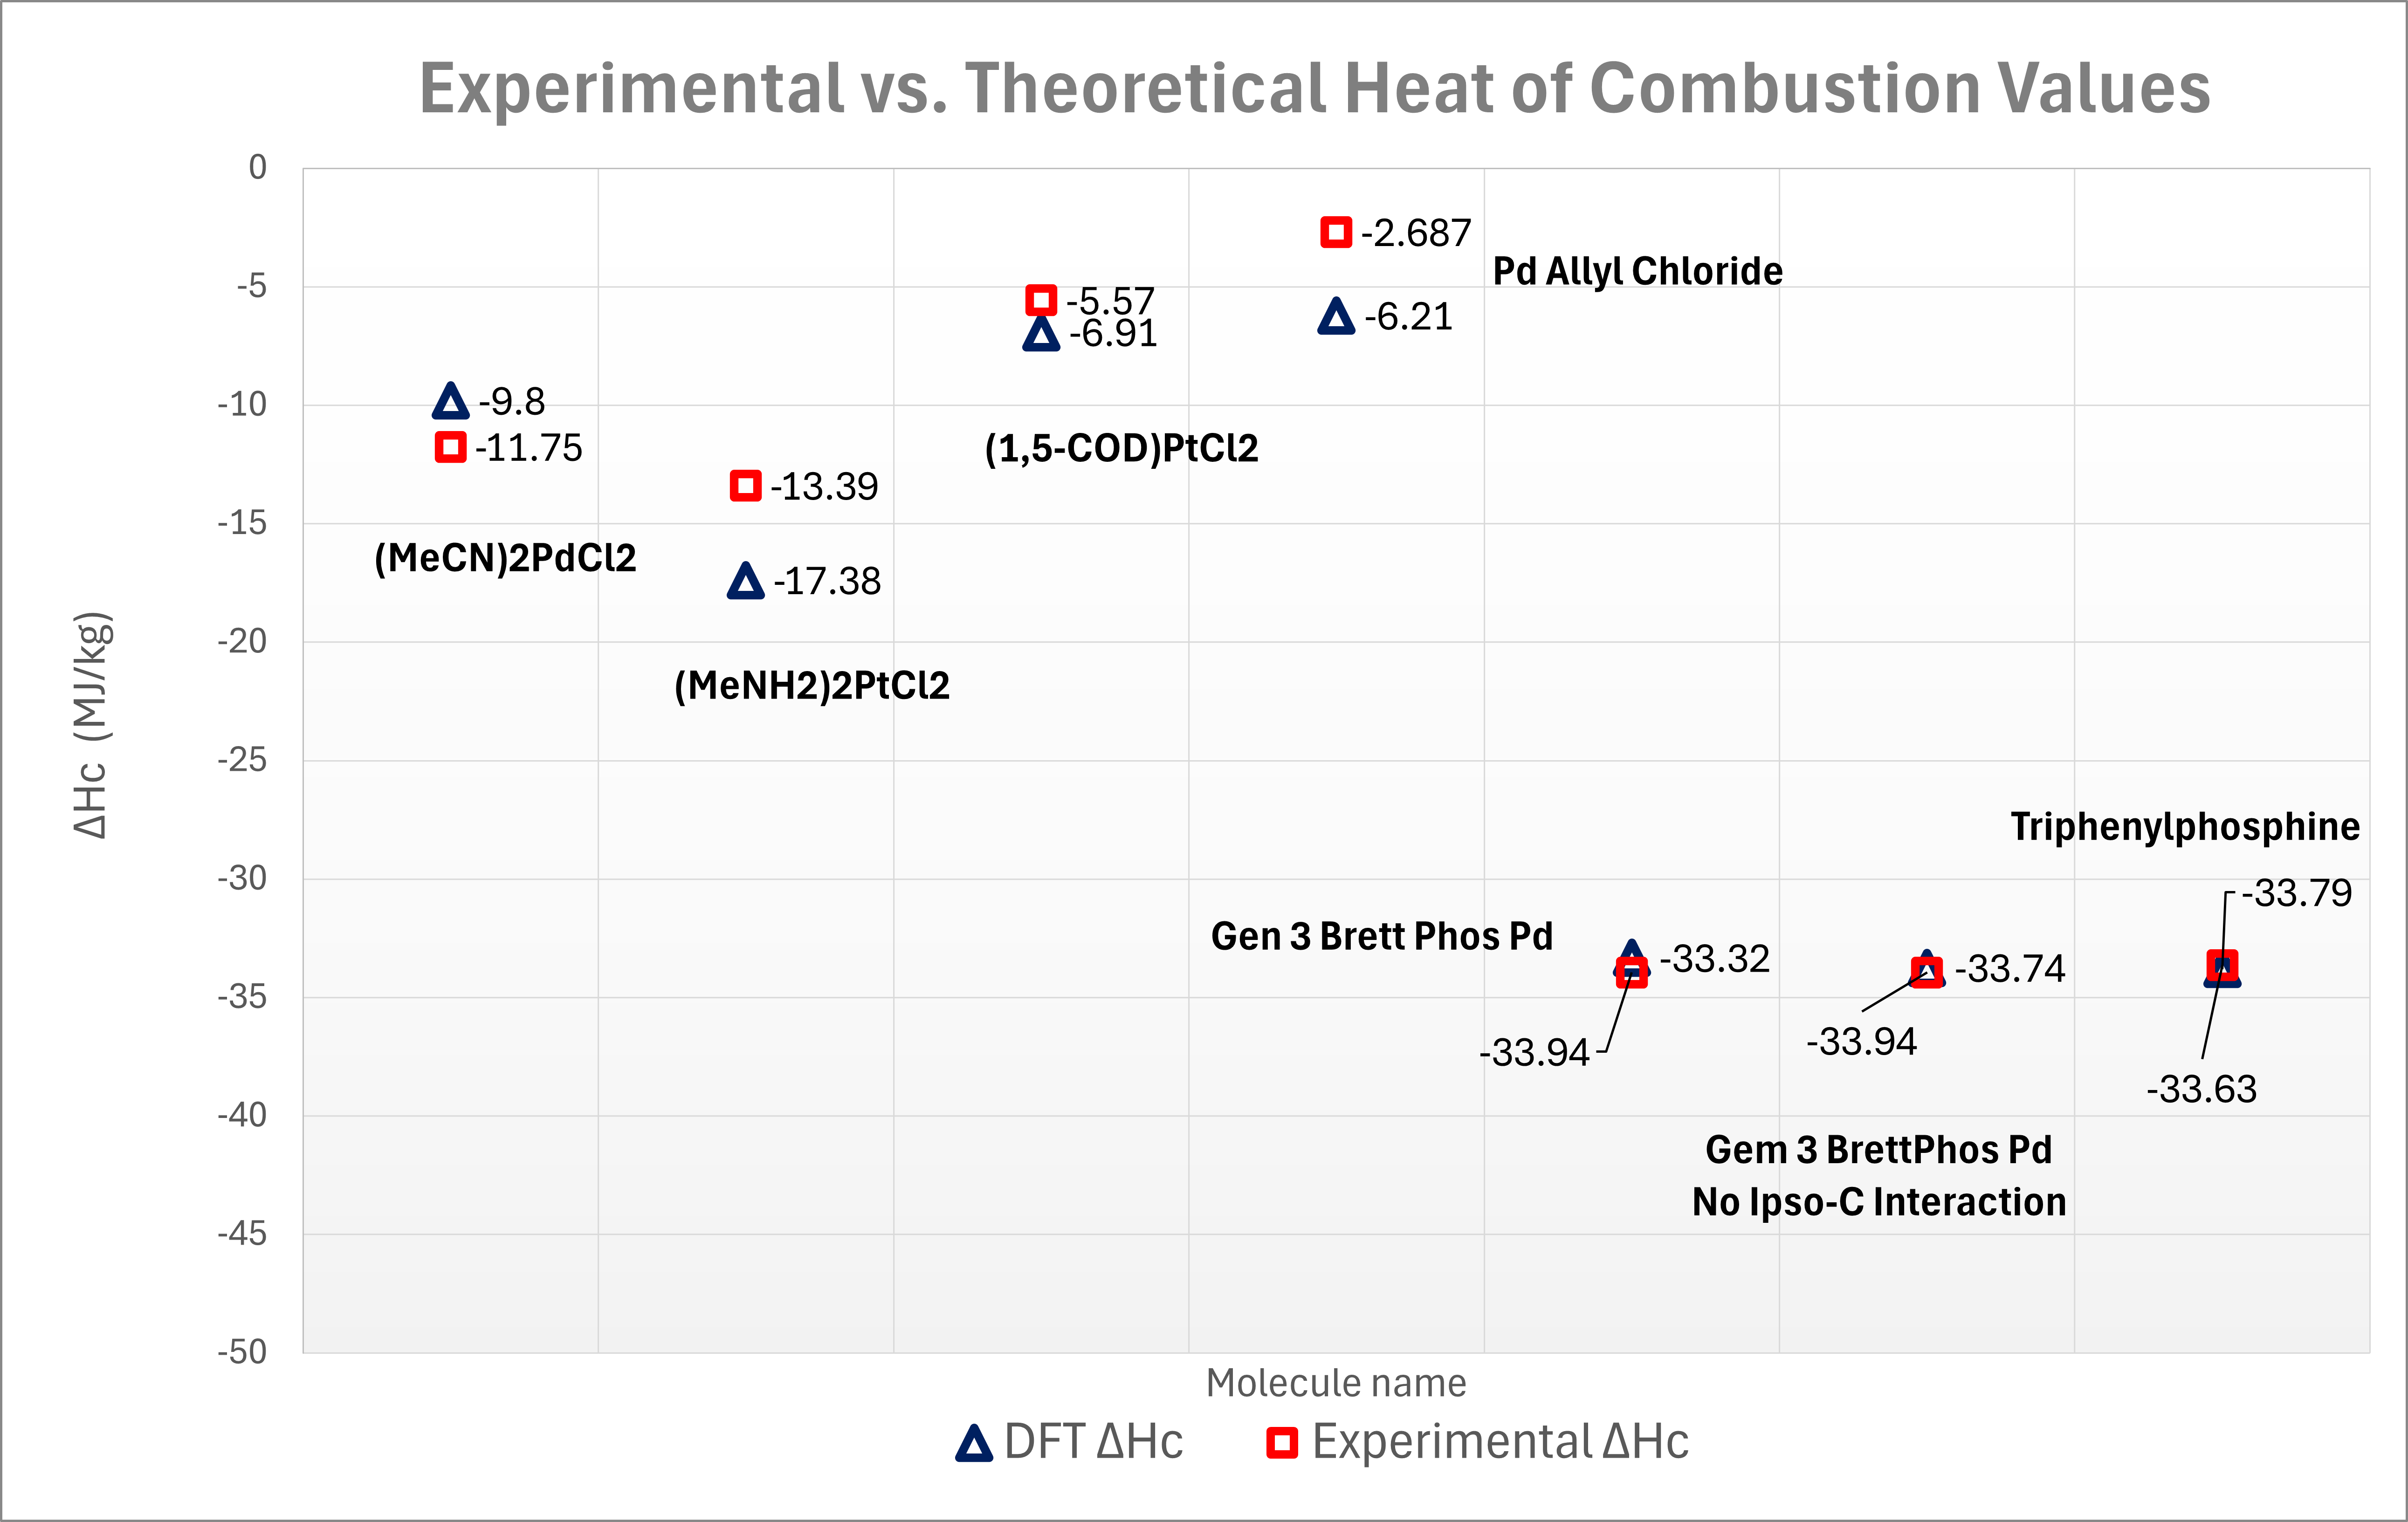 Experimental vs. Theoretical Heat of Combustion Values
0
-5
-10
-15
-20
-25
-30
-35
-40
-45
-50
ΔHc (MJ/kg)
-9.8
-11.75
(MeCN)2PdCl2
-13.39
-17.38
(MeNH2)2PtCl2
-5.57
-6.91
(1,5-COD)PtCl2
-2.687
-6.21
Pd Allyl Chloride
Gen 3 Brett Phos Pd
-33.32
-33.94
-33.74
-33.94
Gem 3 BrettPhos Pd
No Ipso-C Interaction
Triphenylphosphine
-33.79
-33.63
Molecule name
DFT ΔHc
Experimental ΔHc